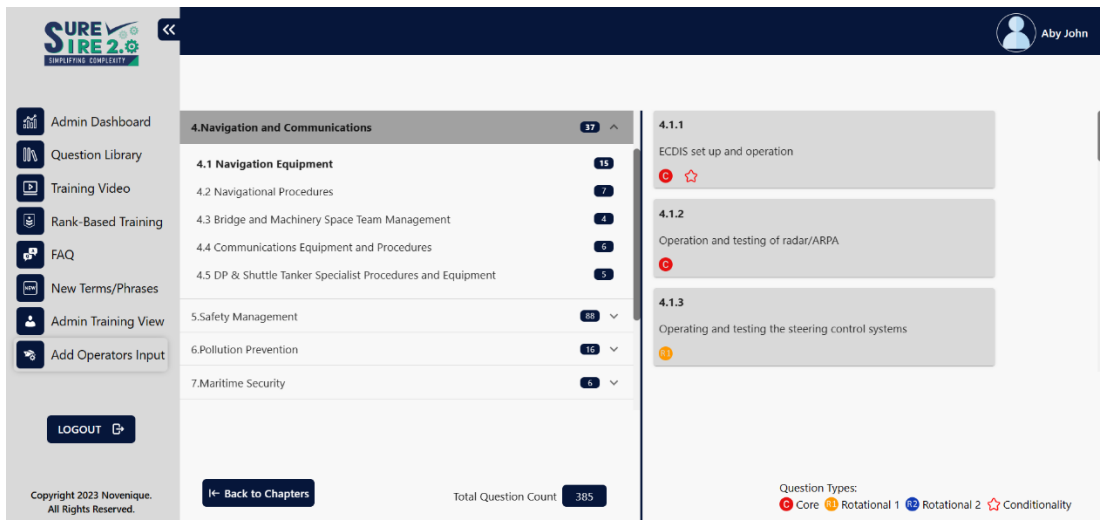 SURE
SIRE 2.0
SIMPLIFYING COMPLEXITY
Aby John
Admin Dashboard
Question Library
Training Video
Rank-Based Training
FAQ
NEW
New Terms/Phrases
Admin Training View
Add Operators Input
LOGOUT
Copyright 2023 Novenique.
All Rights Reserved.
4.Navigation and Communications 37
4.1 Navigation Equipment 15
4.2 Navigational Procedures 7
4.3 Bridge and Machinery Space Team Management 4
4.4 Communications Equipment and Procedures 6
4.5 DP & Shuttle Tanker Specialist Procedures and Equipment 5
5.Safety Management 88
6.Pollution Prevention 16
7.Maritime Security 6
Back to Chapters
Total Question Count 385
4.1.1
ECDIS set up and operation
C
4.1.2
Operation and testing of radar/ARPA
C
4.1.3
Operating and testing the steering control systems
R1
Question Types:
C Core R1 Rotational 1 R2 Rotational 2 Conditionality